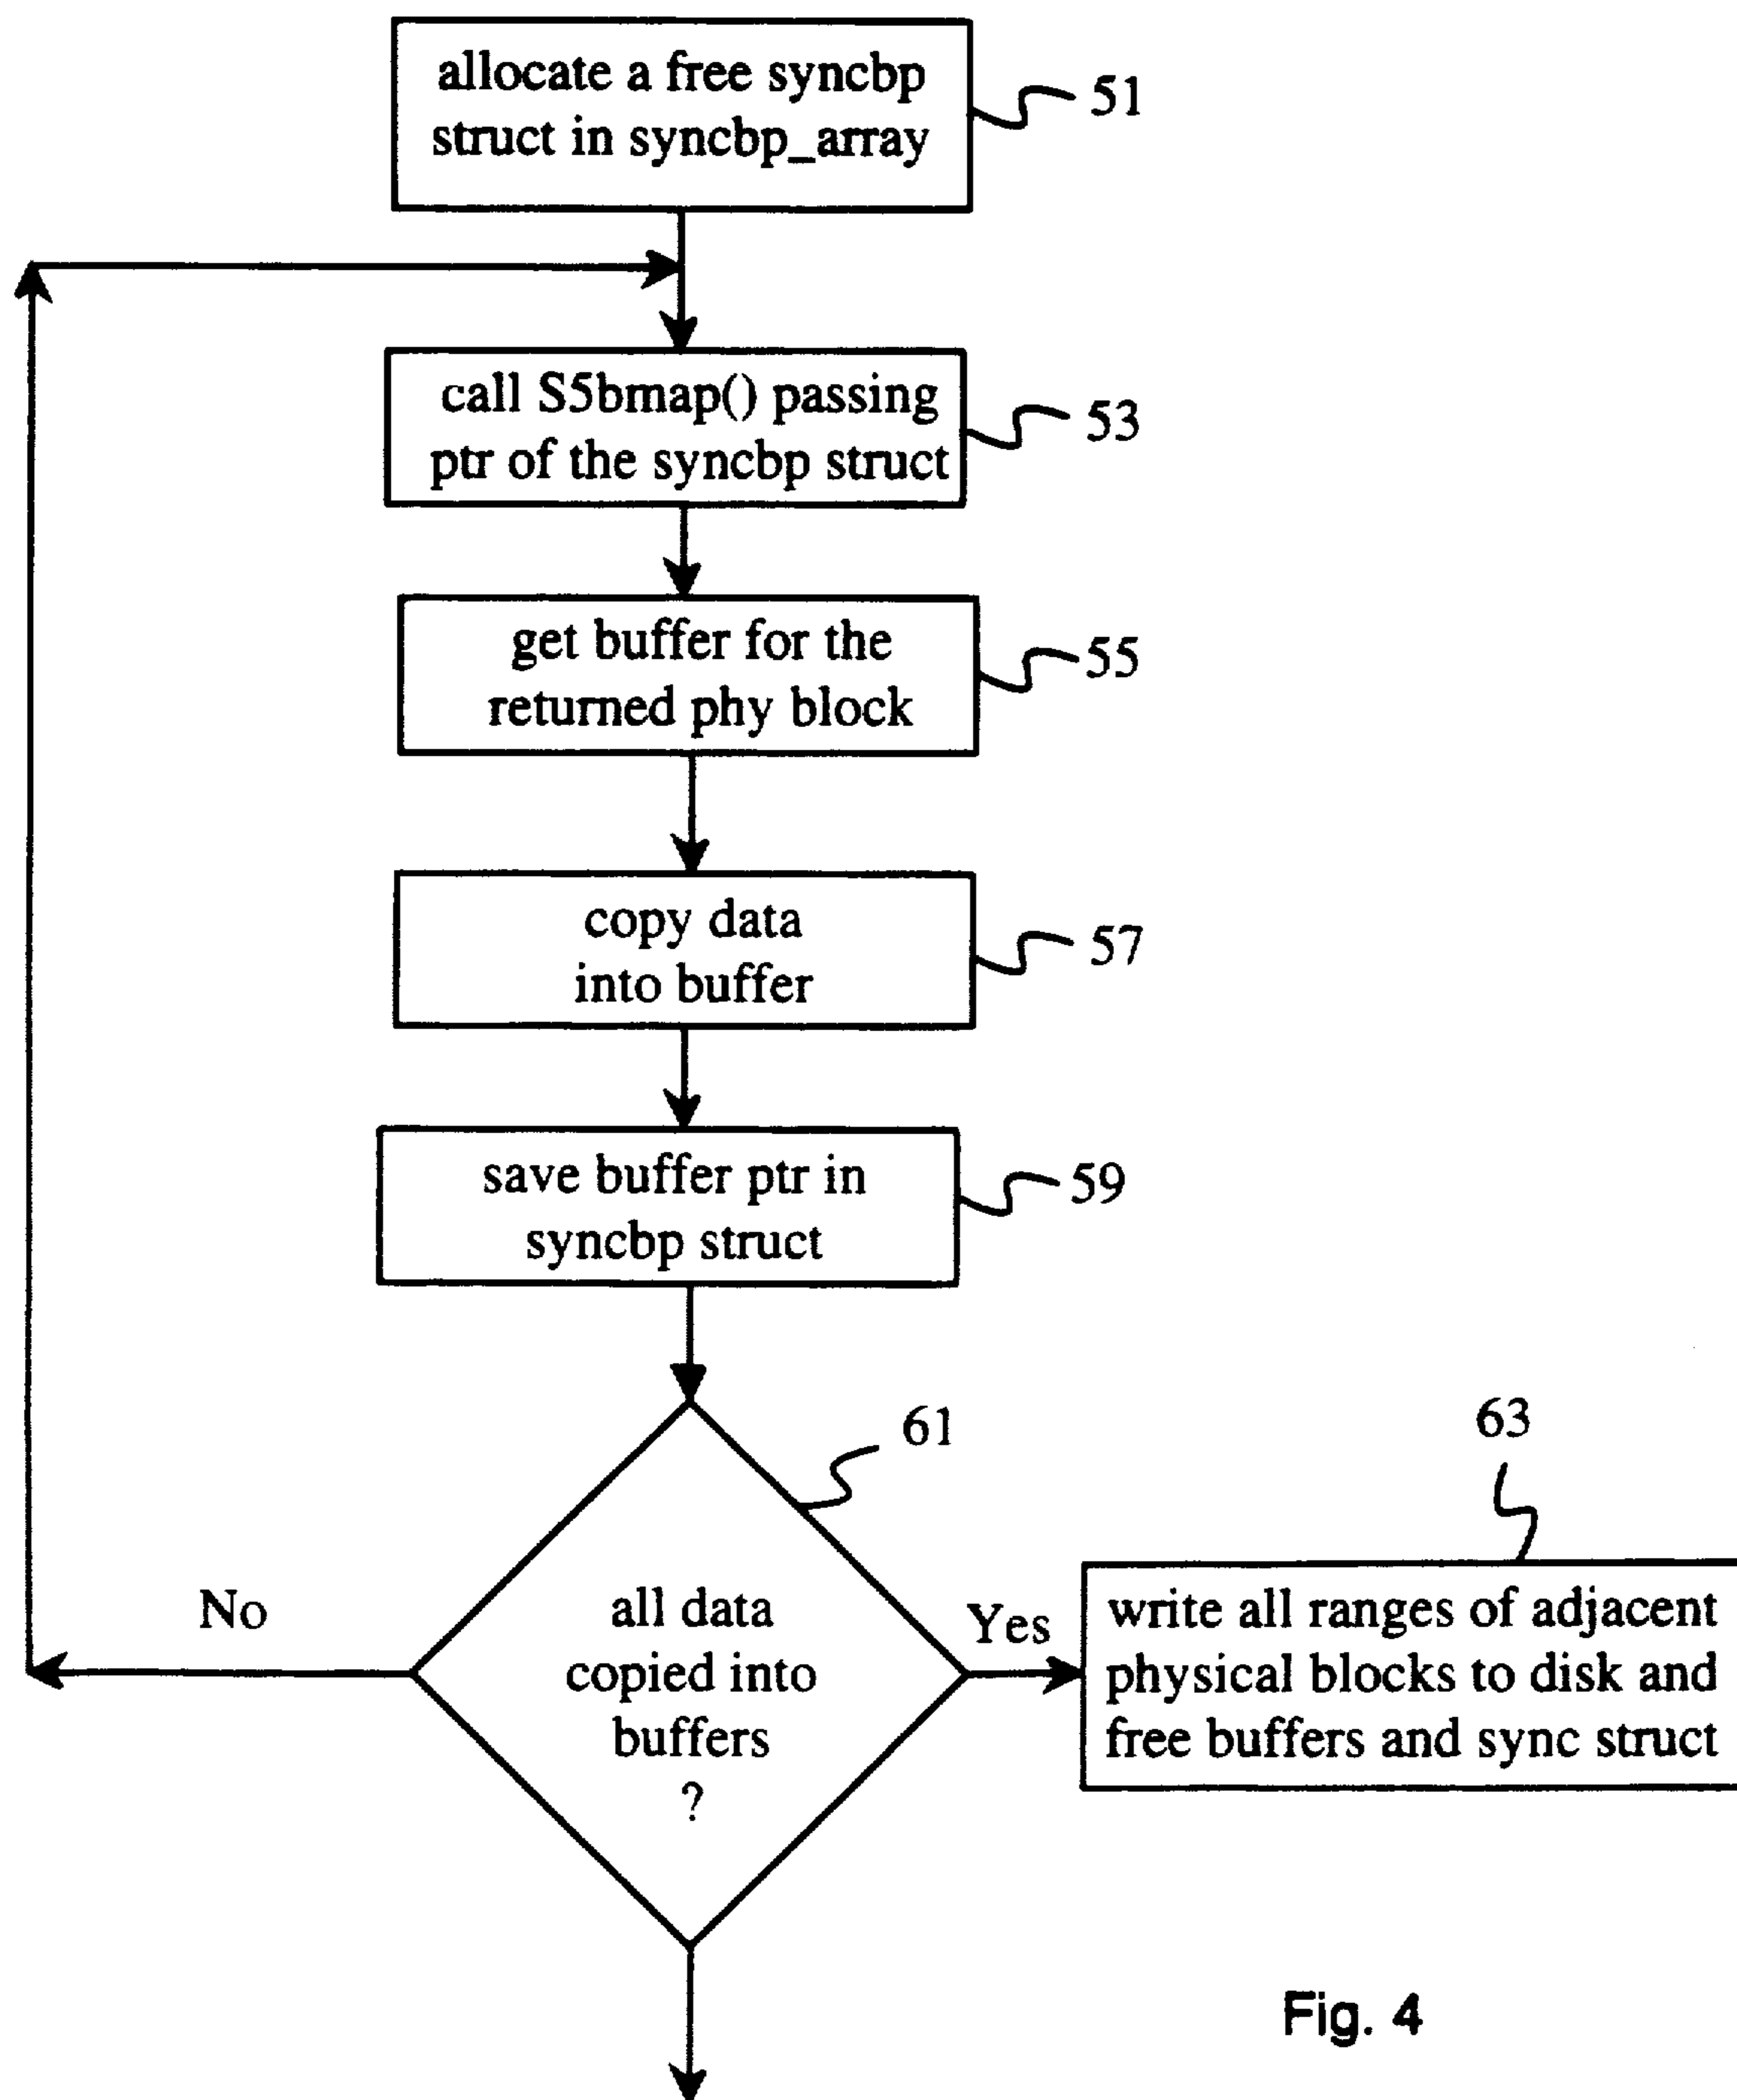 allocate a free syncbp
struct in syncbp_array
51
call S5bmap() passing
ptr of the syncbp struct
53
get buffer for the
returned phy block
55
copy data
into buffer
57
save buffer ptr in
syncbp struct
59
61
63
No
all data
copied into
buffers
?
Yes
write all ranges of adjacent
physical blocks to disk and
free buffers and sync struct
Fig. 4